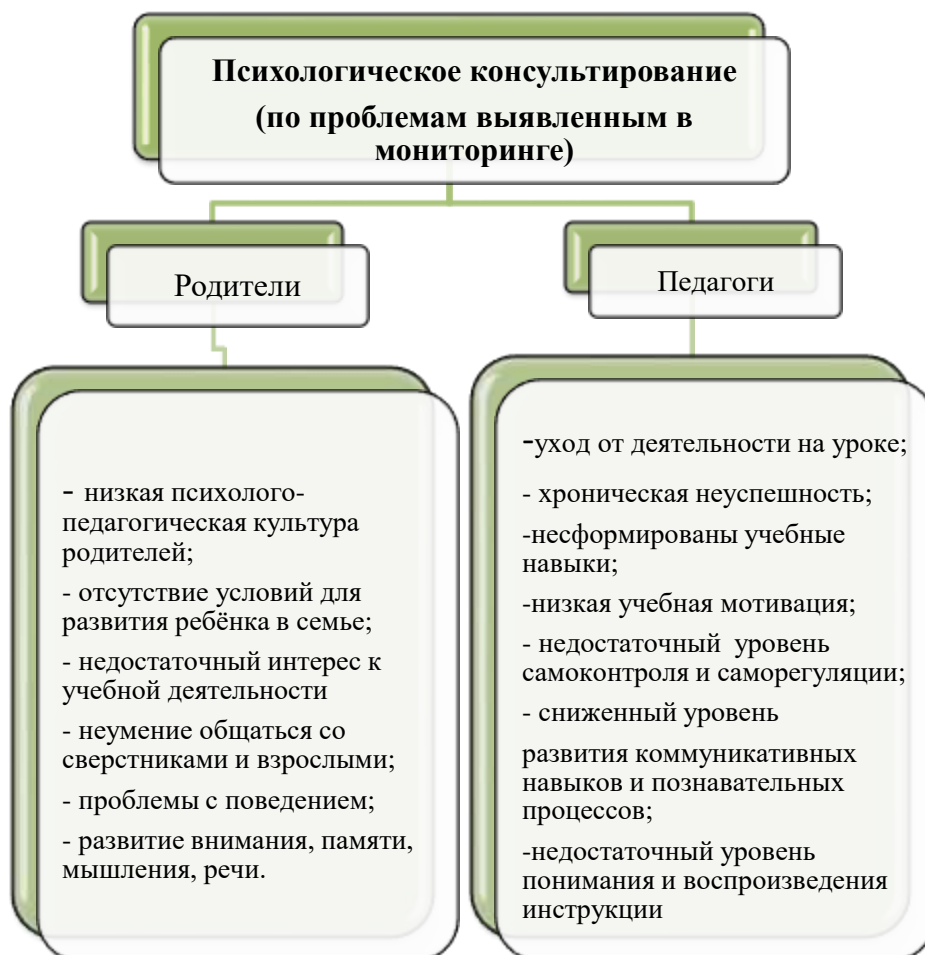 Психологическое консультирование
(по проблемам выявленным в
мониторинге)
Родители
- низкая психолого-
педагогическая культура
родителей;
- отсутствие условий для
развития ребёнка в семье;
- недостаточный интерес к
учебной деятельности
- неумение общаться со
сверстниками и взрослыми;
- проблемы с поведением;
- развитие внимания, памяти,
мышления, речи.
Педагоги
-уход от деятельности на уроке;
- хроническая неуспешность;
-несформированы учебные
навыки;
-низкая учебная мотивация;
- недостаточный  уровень
самоконтроля и саморегуляции;
- сниженный уровень
развития коммуникативных
навыков и познавательных
процессов;
-недостаточный уровень
понимания и воспроизведения
инструкции